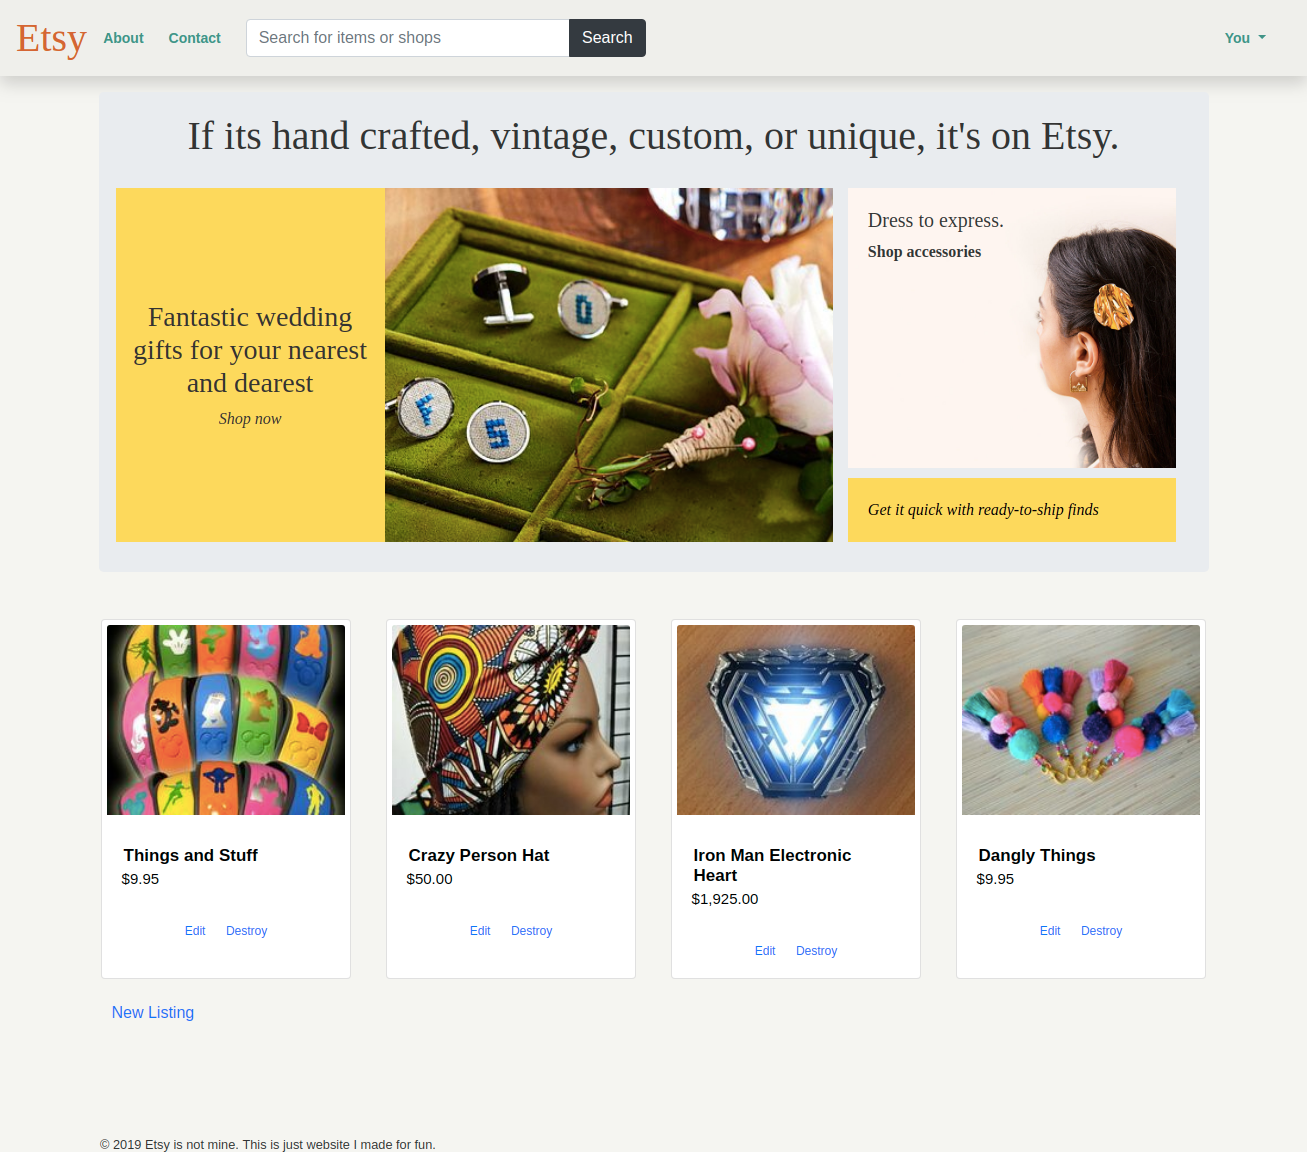 Etsy About Contact Search for items or shops Search You
If its hand crafted, vintage, custom, or unique, it's on Etsy.
Fantastic wedding
gifts for your nearest
and dearest
Shop now
F
S
Dress to express.
Shop accessories
Get it quick with ready-to-ship finds
Things and Stuff
$9.95
Edit Destroy
Crazy Person Hat
$50.00
Edit Destroy
Iron Man Electronic
Heart
$1,925.00
Edit Destroy
Dangly Things
$9.95
Edit Destroy
New Listing
© 2019 Etsy is not mine. This is just website I made for fun.